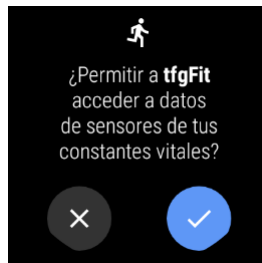 ¿Permitir a tfgFit
acceder a datos
de sensores de tus
constantes vitales?